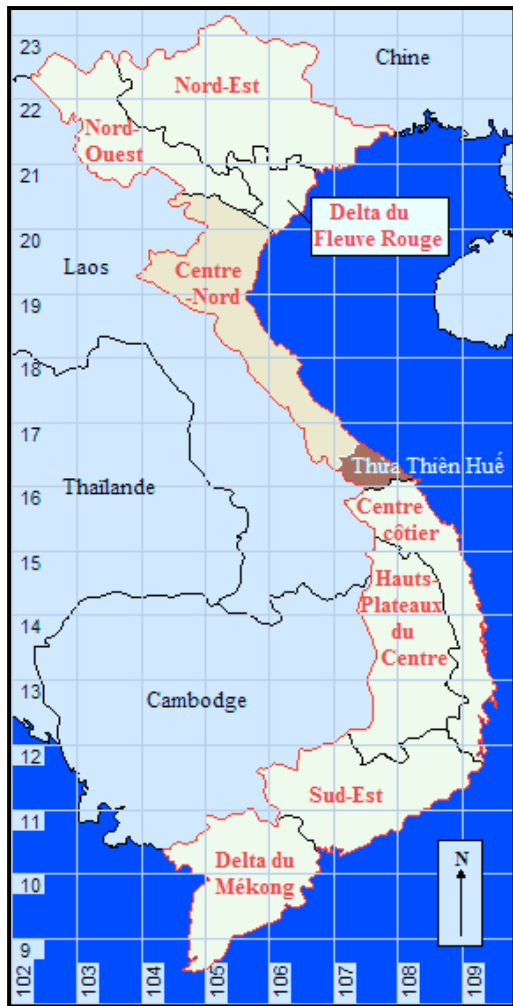 23
Chine
Nord-Est
22
Nord-
Ouest
21
Delta du
Fleuve Rouge
20
Laos
Centre
-Nord
19
18
17
Thừa Thiên Huế
16
Thaïlande
Centre
côtier
15
Hauts-
Plateaux
du
Centre
14
13
Cambodge
12
Sud-Est
11
Delta du
Mékong
10
N
9
102
103
104
105
106
107
108
109